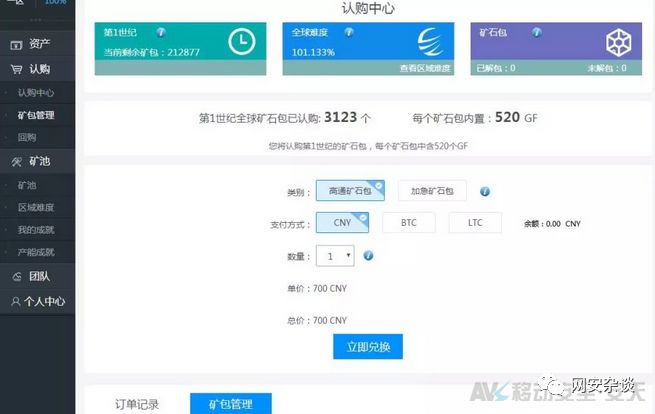 一区 100%
资产
认购
认购中心
矿包管理
回购
矿池
矿池
区域难度
我的成就
产能成就
团队
个人中心
认购中心
第1世纪
当前剩余矿包：212877
全球难度
101.133%
查看区域难度
矿石包
已解包：0 未解包：0
第1世纪全球矿石包已认购: 3123 个 每个矿石包内置：520 GF
您将认购第1世纪的矿石包，每个矿石包中含520个GF
类别： 普通矿石包 加急矿石包
支付方式： CNY BTC LTC 余额：0.00 CNY
数量： 1
单价：700 CNY
总价：700 CNY
立即兑换
订单记录 矿包管理
AVL 移动安全 安天
网安杂谈